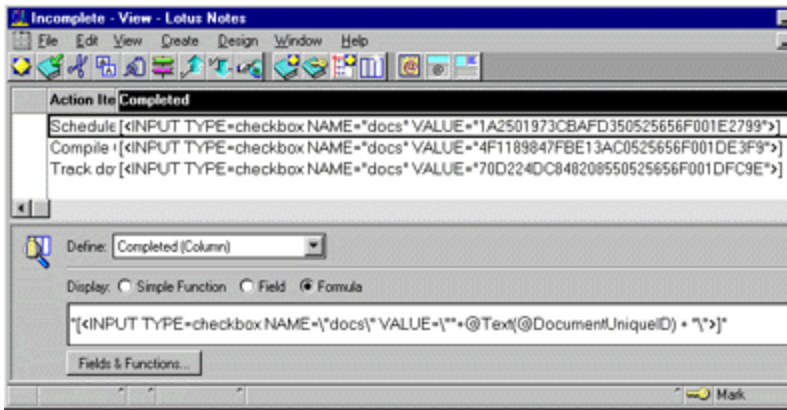 Incomplete - View - Lotus Notes
File Edit View Create Design Window Help
Action Ite Completed
Schedule [<INPUT TYPE=checkbox NAME="docs" VALUE="1A2501973CBAFD350525656F001E2799">]
Compile [<INPUT TYPE=checkbox NAME="docs" VALUE="4F1189847FBE13AC0525656F001DE3F9">]
Track do [<INPUT TYPE=checkbox NAME="docs" VALUE="70D224DC848208550525656F001DFC9E">]
Define: Completed (Column)
Display: Simple Function Field Formula
"[<INPUT TYPE=checkbox NAME=\"docs\" VALUE=\""+@Text(@DocumentUniqueID) + "\">]"
Fields & Functions...
Mark